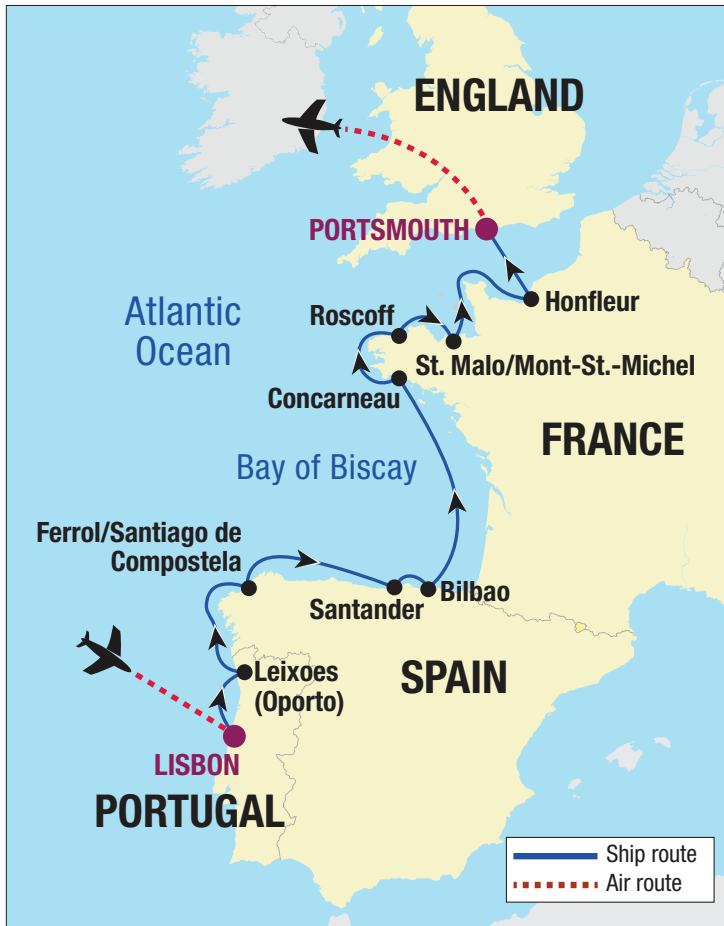 ENGLAND
PORTSMOUTH
Honfleur
Atlantic
Ocean
Roscoff
St. Malo/Mont-St.-Michel
Concarneau
FRANCE
Bay of Biscay
Ferrol/Santiago de
Compostela
Santander
Bilbao
Leixoes
(Oporto)
SPAIN
LISBON
PORTUGAL
Ship route
Air route